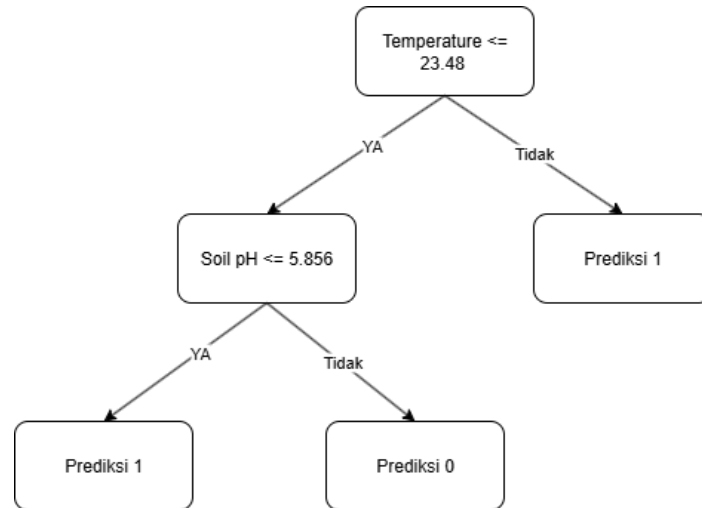 Temperature <=
23.48
YA
Tidak
Soil pH <= 5.856
Prediksi 1
YA
Tidak
Prediksi 1
Prediksi 0